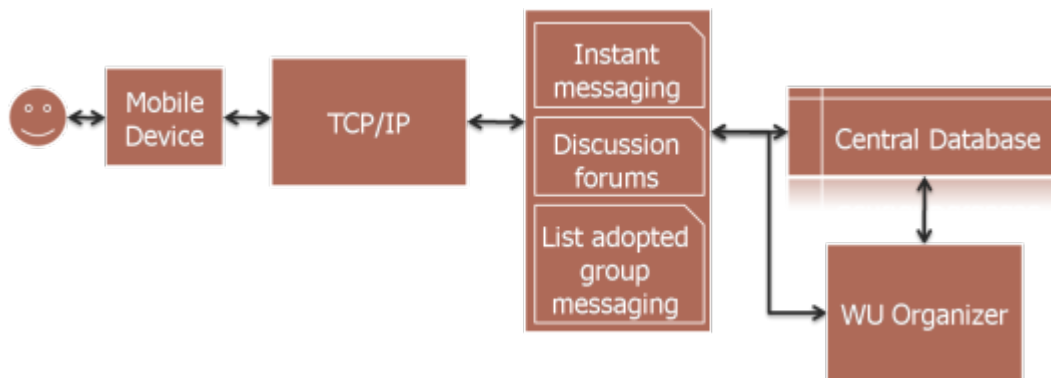 Mobile
Device
TCP/IP
Instant
messaging
Discussion
forums
List adopted
group
messaging
Central Database
WU Organizer